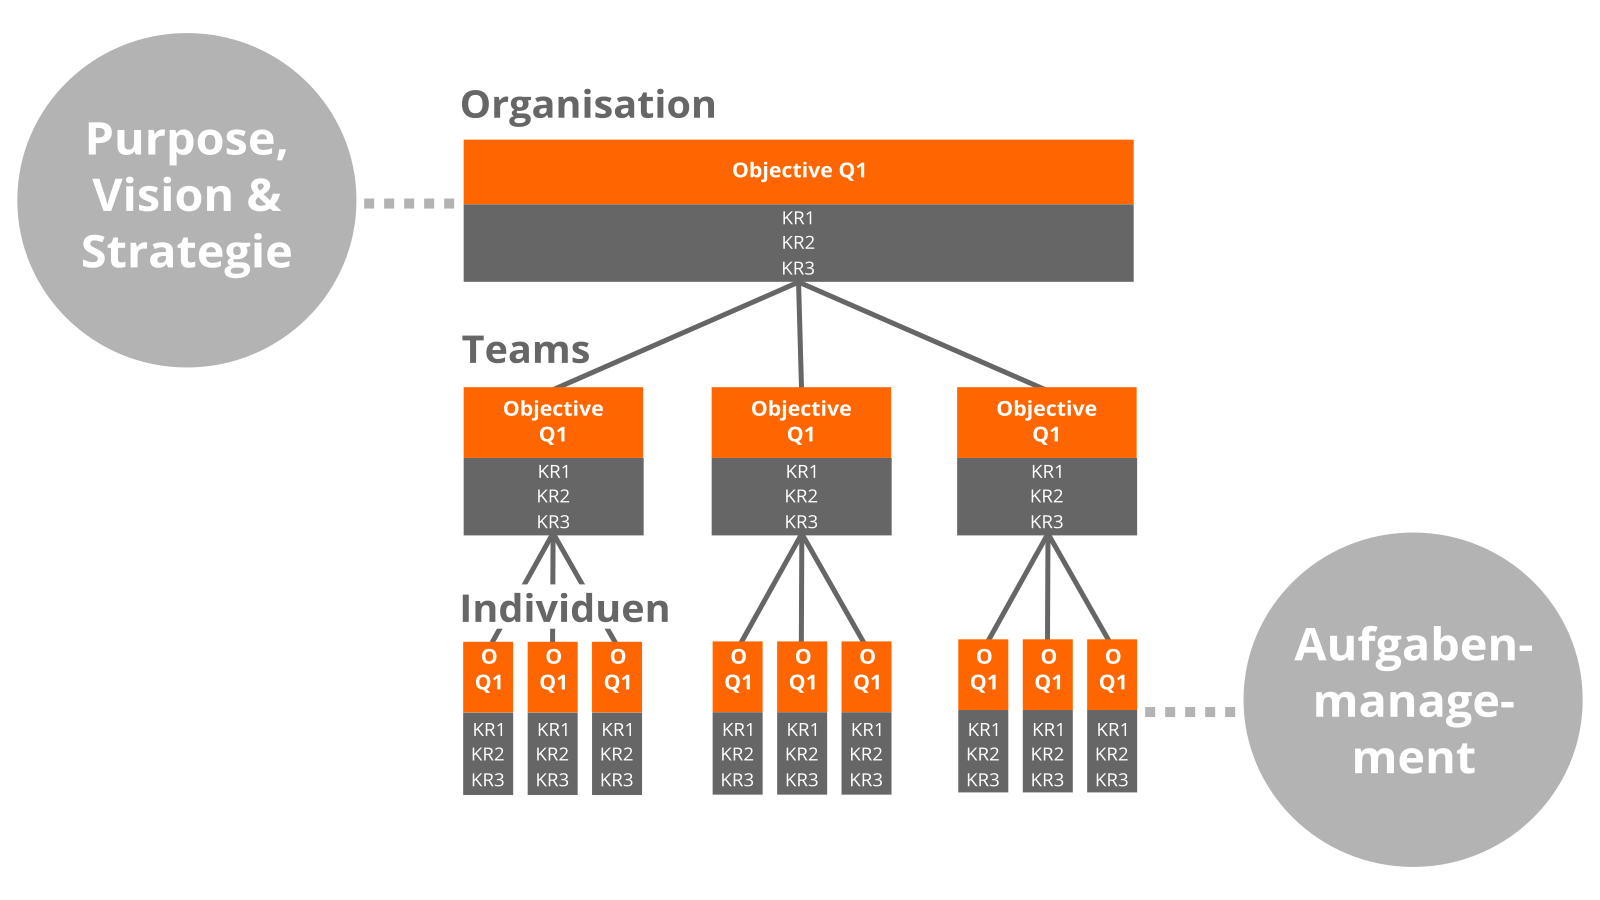 Purpose,
Vision &
Strategie
Organisation
Objective Q1
KR1
KR2
KR3
Teams
Objective
Q1
KR1
KR2
KR3
Objective
Q1
KR1
KR2
KR3
Objective
Q1
KR1
KR2
KR3
Individuen
O
Q1
KR1
KR2
KR3
O
Q1
KR1
KR2
KR3
O
Q1
KR1
KR2
KR3
O
Q1
KR1
KR2
KR3
O
Q1
KR1
KR2
KR3
O
Q1
KR1
KR2
KR3
O
Q1
KR1
KR2
KR3
O
Q1
KR1
KR2
KR3
O
Q1
KR1
KR2
KR3
Aufgaben-
manage-
ment